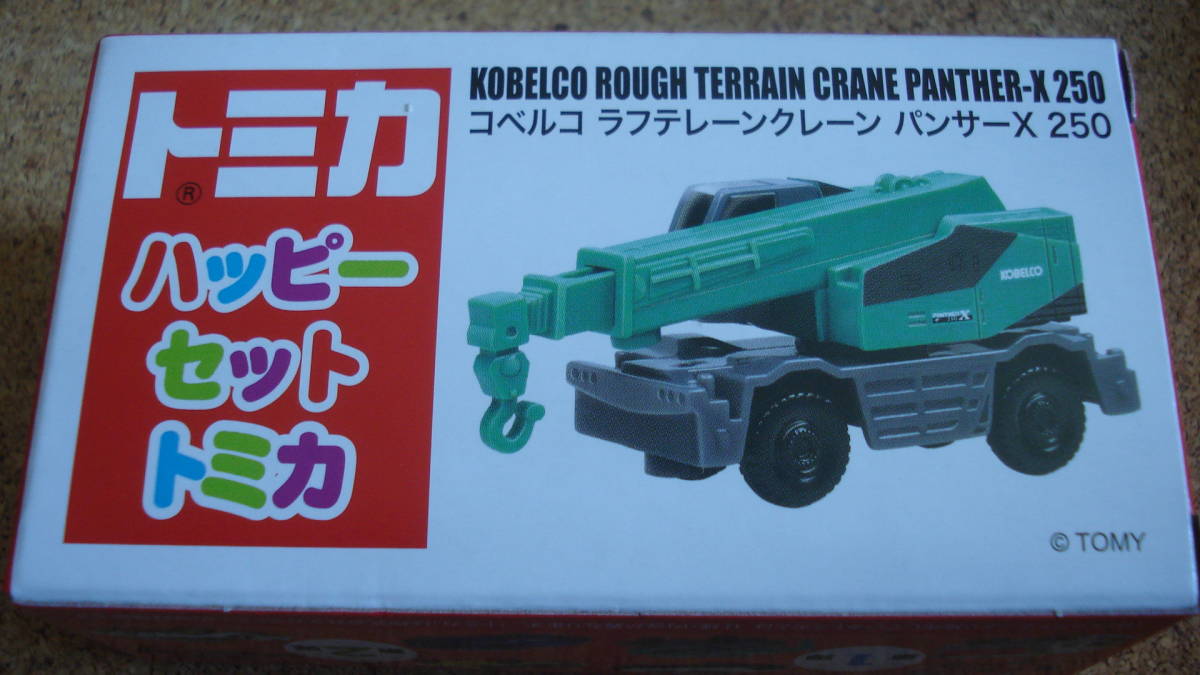 トミカ
®
ハッピー
セット
トミカ
KOBELCO ROUGH TERRAIN CRANE PANTHER-X 250
コベルコ ラフテレーンクレーン パンサーX 250
KOBELCO
PANTHER X
© TOMY